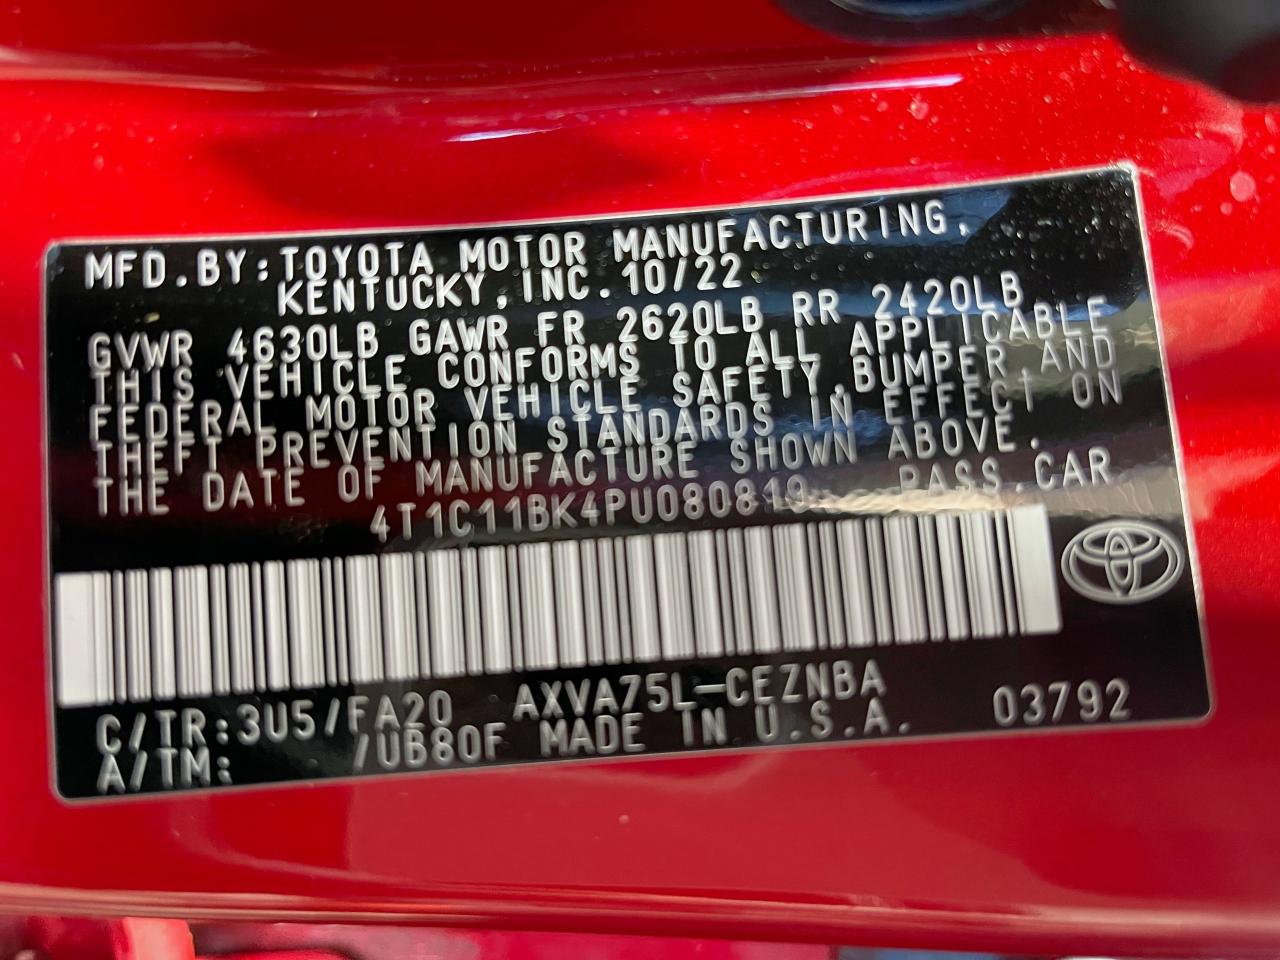 MFD.BY:TOYOTA MOTOR MANUFACTURING,
KENTUCKY, INC. 10/22
GVWR 4630LB GAWR FR 2620LB RR 2420LB
THIS VEHICLE CONFORMS TO ALL APPLICABLE
FEDERAL MOTOR VEHICLE SAFETY,BUMPER,AND
THEFT PREVENTION STANDARDS IN EFFECT ON
THE DATE OF MANUFACTURE SHOWN ABOVE.
4T1C11BK4PU080819 PASS.CAR
C/TR:3U5/FA20 AXVA75L-CEZNBA
A/TM: /UB80F MADE IN U.S.A. 03792